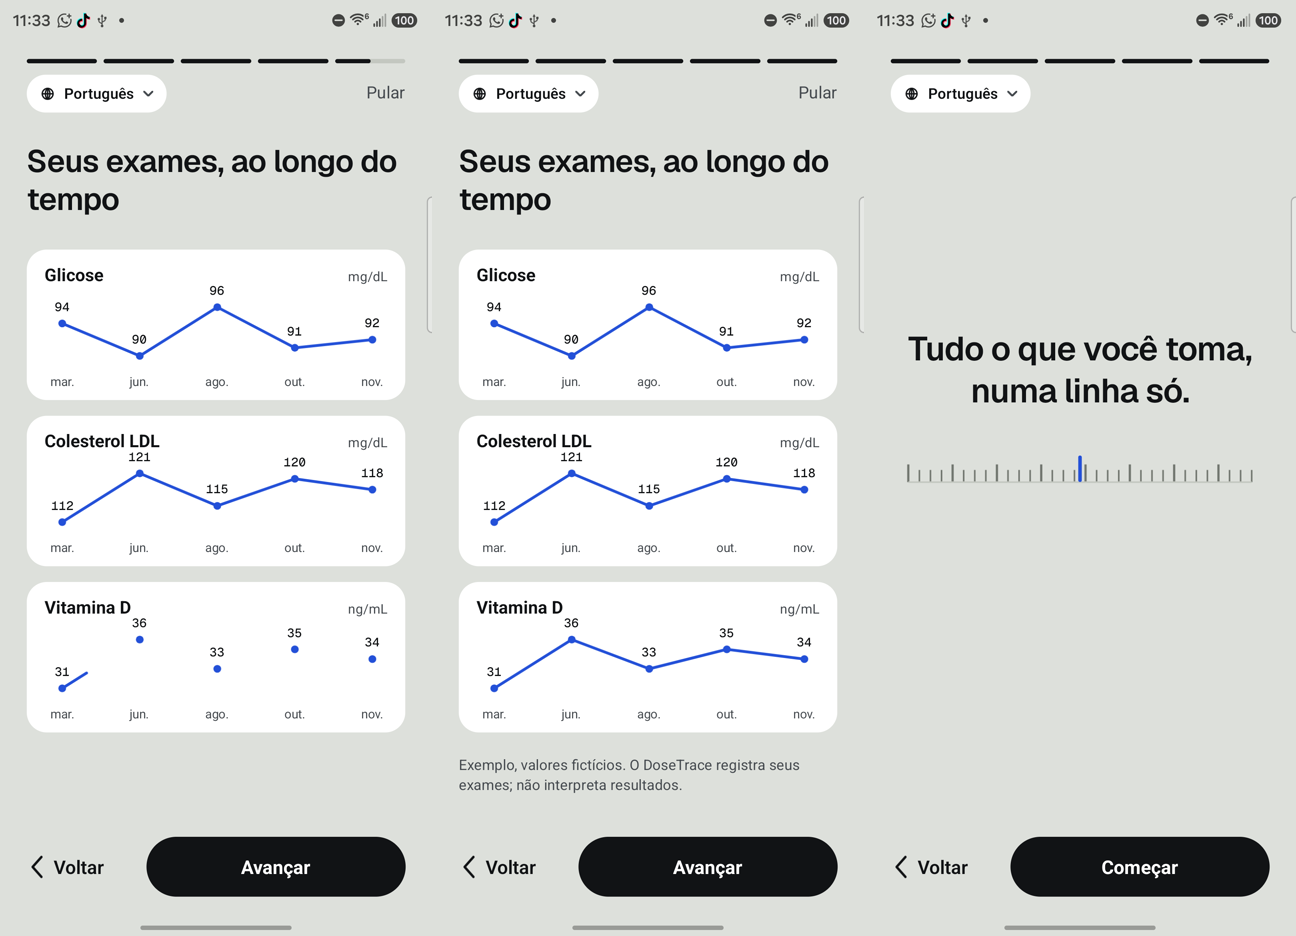 11:33
100
Português
Pular
Seus exames, ao longo do
tempo
Glicose
mg/dL
94
90
96
91
92
mar.
jun.
ago.
out.
nov.
Colesterol LDL
mg/dL
112
121
115
120
118
mar.
jun.
ago.
out.
nov.
Vitamina D
ng/mL
31
36
33
35
34
mar.
jun.
ago.
out.
nov.
Voltar
Avançar
11:33
100
Português
Pular
Seus exames, ao longo do
tempo
Glicose
mg/dL
94
90
96
91
92
mar.
jun.
ago.
out.
nov.
Colesterol LDL
mg/dL
112
121
115
120
118
mar.
jun.
ago.
out.
nov.
Vitamina D
ng/mL
31
36
33
35
34
mar.
jun.
ago.
out.
nov.
Exemplo, valores fictícios. O DoseTrace registra seus
exames; não interpreta resultados.
Voltar
Avançar
11:33
6
100
Português
Tudo o que você toma,
numa linha só.
Voltar
Começar